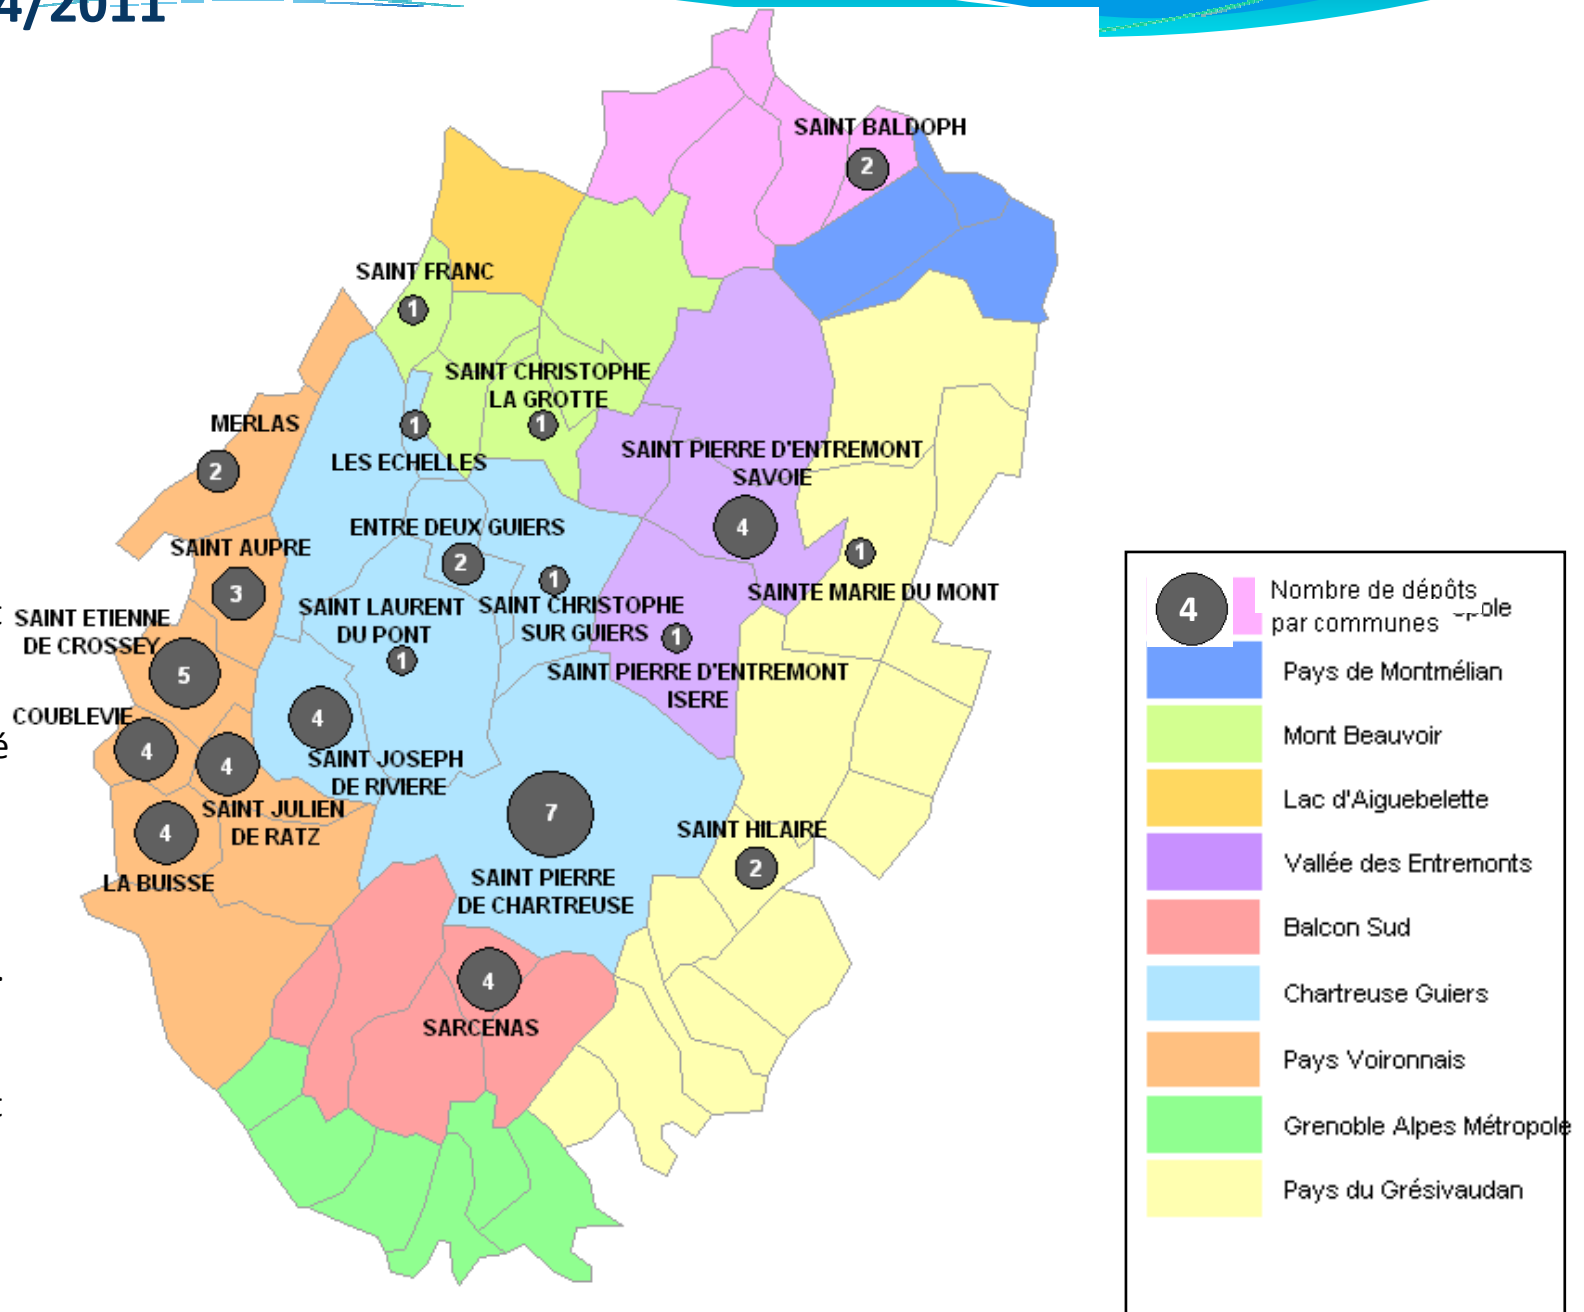 4/2011
SAINT BALDOPH
2
SAINT FRANC
1
SAINT CHRISTOPHE
LA GROTTE
1
1
LES ECHELLES
MERLAS
2
SAINT PIERRE D'ENTREMONT
SAVOIE
4
ENTRE DEUX GUIERS
2
SAINT AUPRE
3
1
SAINTE MARIE DU MONT
1
SAINT CHRISTOPHE
SUR GUIERS
SAINT LAURENT
DU PONT
1
SAINT ETIENNE
DE CROSSEY
5
1
SAINT PIERRE D'ENTREMONT
ISERE
COUBLEVIE
4
é
4
SAINT JOSEPH
DE RIVIERE
4
SAINT JULIEN
DE RATZ
4
LA BUISSE
7
SAINT PIERRE
DE CHARTREUSE
SAINT HILAIRE
2
4
SARCENAS
4
Nombre de dépôts
par communes
pole
Pays de Montmélian
Mont Beauvoir
Lac d'Aiguebelette
Vallée des Entremonts
Balcon Sud
Chartreuse Guiers
Pays Voironnais
Grenoble Alpes Métropole
Pays du Grésivaudan